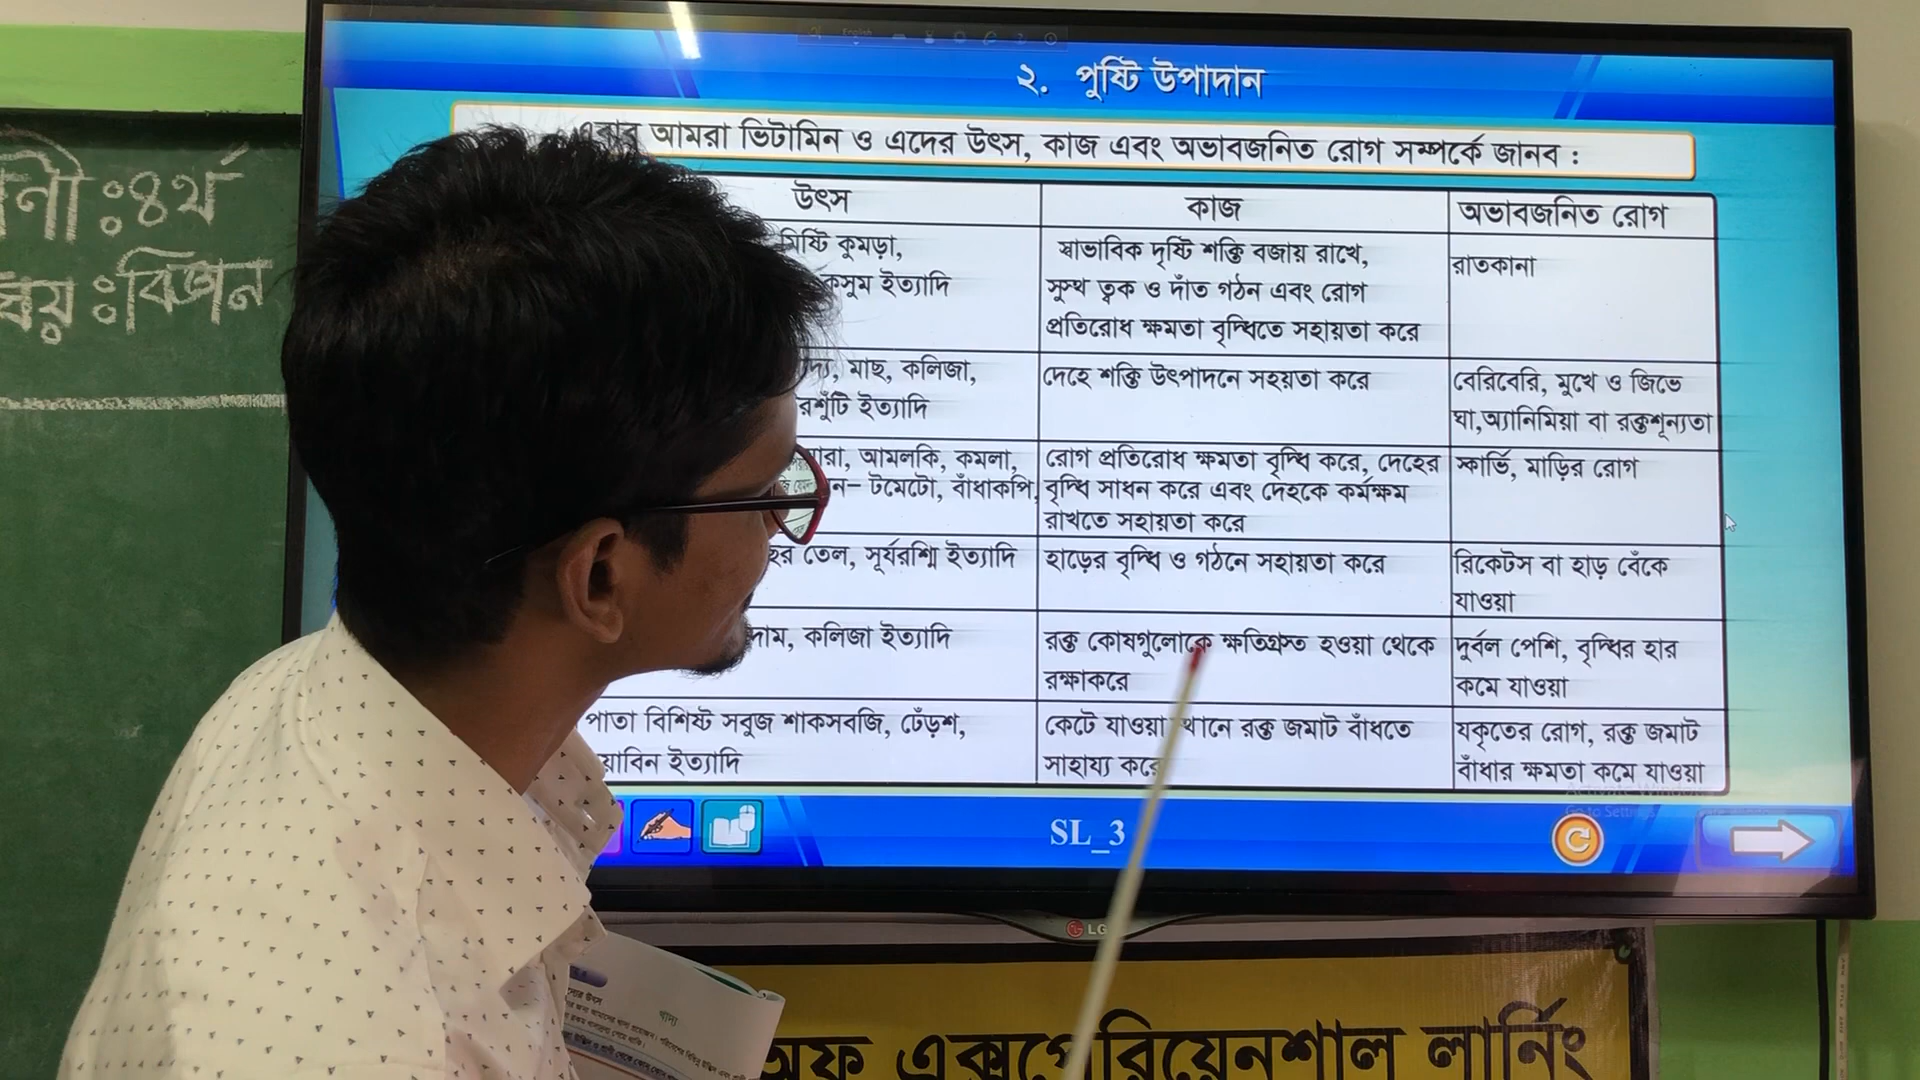 ২. পুষ্টি উপাদান
এবার আমরা ভিটামিন ও এদের উৎস, কাজ এবং অভাবজনিত রোগ সম্পর্কে জানব :
উৎস
কাজ
অভাবজনিত রোগ
মিষ্টি কুমড়া,
কুসুম ইত্যাদি
স্বাভাবিক দৃষ্টি শক্তি বজায় রাখে,
সুস্থ ত্বক ও দাঁত গঠন এবং রোগ
প্রতিরোধ ক্ষমতা বৃদ্ধিতে সহায়তা করে
রাতকানা
মাছ, কলিজা,
ইত্যাদি
দেহে শক্তি উৎপাদনে সহয়তা করে
বেরিবেরি, মুখে ও জিভে
ঘা,অ্যানিমিয়া বা রক্তশূন্যতা
আমলকি, কমলা,
টমেটো, বাঁধাকপি,
রোগ প্রতিরোধ ক্ষমতা বৃদ্ধি করে, দেহের
বৃদ্ধি সাধন করে এবং দেহকে কর্মক্ষম
রাখতে সহায়তা করে
স্কার্ভি, মাড়ির রোগ
তেল, সূর্যরশ্মি ইত্যাদি
হাড়ের বৃদ্ধি ও গঠনে সহায়তা করে
রিকেটস বা হাড় বেঁকে
যাওয়া
কলিজা ইত্যাদি
রক্ত কোষগুলোকে ক্ষতিগ্রস্ত হওয়া থেকে
রক্ষাকরে
দুর্বল পেশি, বৃদ্ধির হার
কমে যাওয়া
পাতা বিশিষ্ট সবুজ শাকসবজি, ঢেঁড়শ,
ইত্যাদি
কেটে যাওয়া স্থানে রক্ত জমাট বাঁধতে
সাহায্য করে
যকৃতের রোগ, রক্ত জমাট
বাঁধার ক্ষমতা কমে যাওয়া
SL_3
LG
ণী ঃ ৪র্থ
ষয় ঃ বিজ্ঞান
খাদ্য
অফ এক্সপেরিয়েনশাল লার্নিং